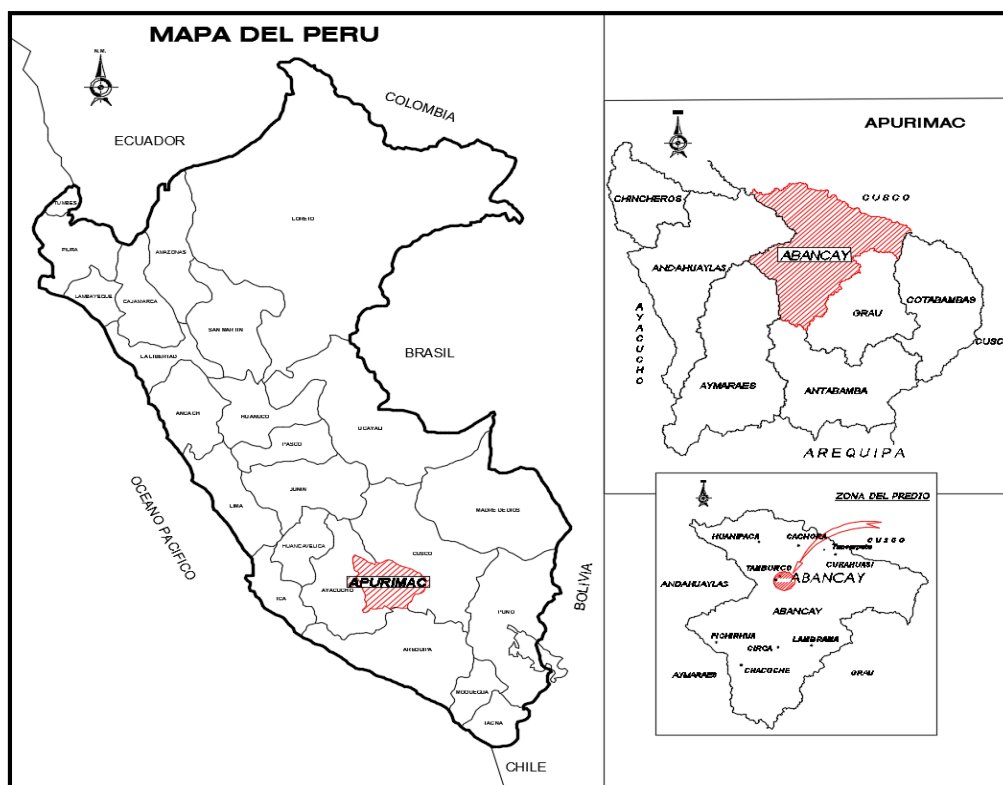 MAPA DEL PERU
N.M.
COLOMBIA
ECUADOR
TUMBES
LORETO
PIURA
AMAZONAS
LAMBAYEQUE
CAJAMARCA
SAN MARTIN
BRASIL
LA LIBERTAD
ANCACH
HUANUCO
UCAYALI
PASCO
OCEANO PACIFICO
JUNIN
LIMA
MADRE DE DIOS
HUANCAVELICA
CUSCO
APURIMAC
AYACUCHO
ICA
PUNO
BOLIVIA
AREQUIPA
MOQUEGUA
TACNA
CHILE
APURIMAC
CHINCHEROS
CUSCO
ABANCAY
ANDAHUAYLAS
COTABAMBAS
AYACUCHO
GRAU
CUSC
AYMARAES
ANTABAMBA
AREQUIPA
ZONA DEL PREDIO
HUANIPACA
CACHORA
CUSCO
CURAHUASI
TAMBURCO
ABANCAY
ANDAHUAYLAS
ABANCAY
PICHIRHUA
LAMBRAMA
CIRCA
CHACOCHE
AYMARAES
GRAU